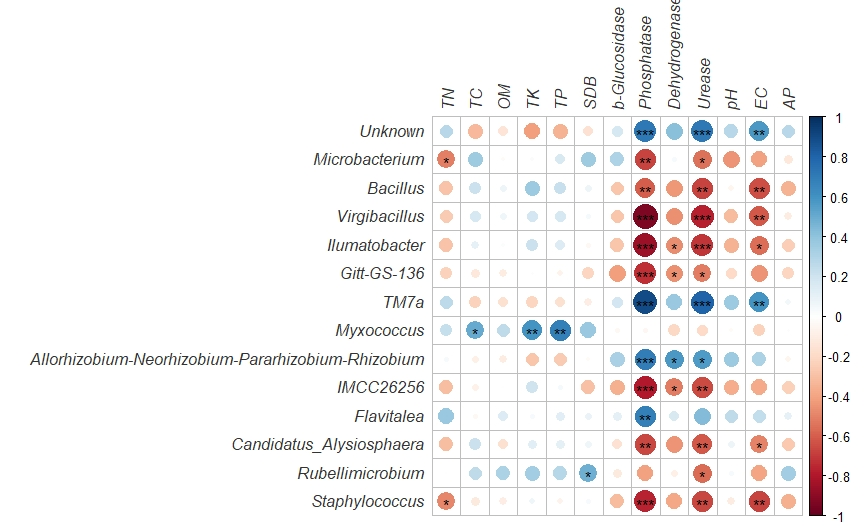 TN
TC
OM
TK
TP
SDB
b-Glucosidase
Phosphatase
Dehydrogenase
Urease
pH
EC
AP
Unknown *** *** **
Microbacterium * ** *
Bacillus ** ** **
Virgibacillus *** *** **
Ilumatobacter *** * *** *
Gitt-GS-136 *** * *
TM7a *** *** **
Myxococcus * ** **
Allorhizobium-Neorhizobium-Pararhizobium-Rhizobium *** * *
IMCC26256 *** * **
Flavitalea **
Candidatus_Alysiosphaera ** ** *
Rubellimicrobium * *
Staphylococcus * *** ** **
1
0.8
0.6
0.4
0.2
0
-0.2
-0.4
-0.6
-0.8
-1